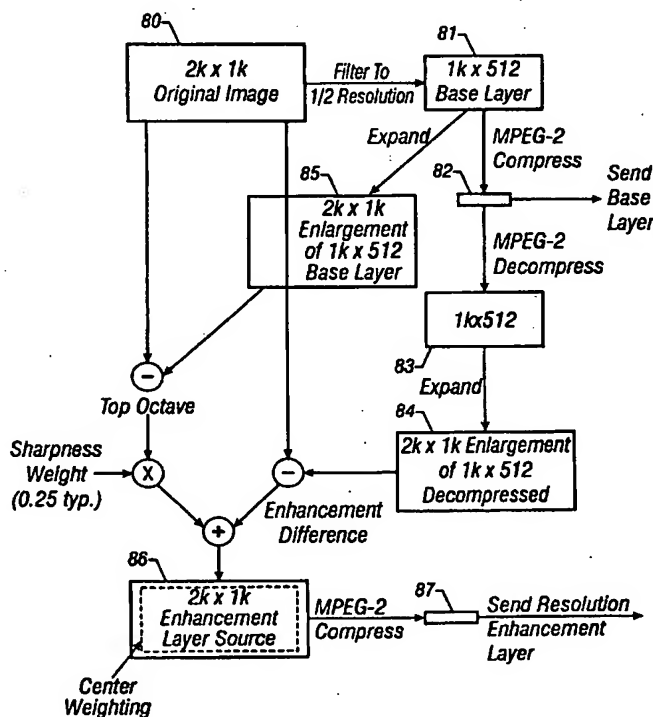 80
2k x 1k
Original Image
Filter To
1/2 Resolution
81
1k x 512
Base Layer
Expand
MPEG-2
Compress
82
Send
Base
Layer
85
2k x 1k
Enlargement
of 1k x 512
Base Layer
MPEG-2
Decompress
1kx512
83
Expand
Top Octave
84
2k x 1k Enlargement
of 1k x 512
Decompressed
Sharpness
Weight
(0.25 typ.)
X
Enhancement
Difference
+
86
2k x 1k
Enhancement
Layer Source
MPEG-2
Compress
87
Send Resolution
Enhancement
Layer
Center
Weighting